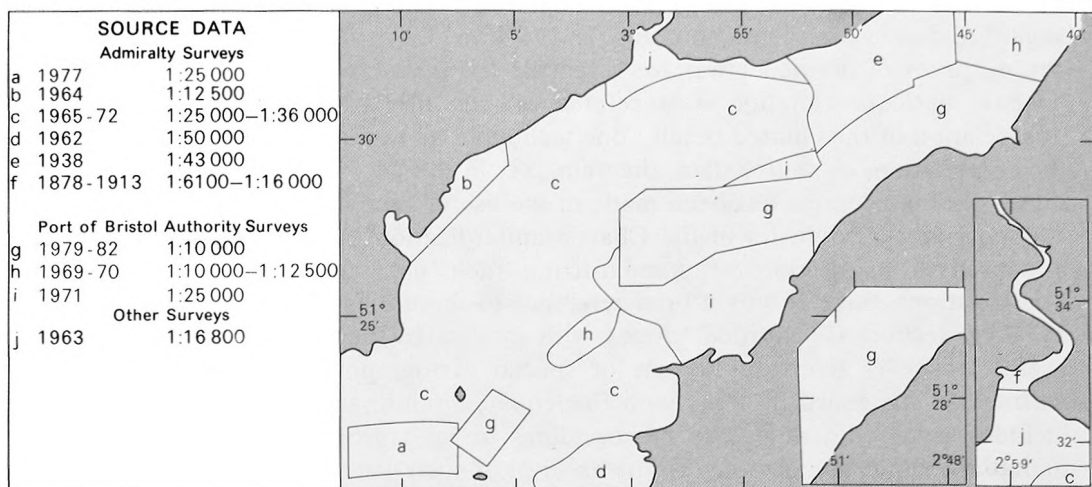 SOURCE DATA
Admiralty Surveys
a 1977 1:25 000
b 1964 1:12 500
c 1965-72 1:25 000–1:36 000
d 1962 1:50 000
e 1938 1:43 000
f 1878-1913 1:6100–1:16 000
Port of Bristol Authority Surveys
g 1979-82 1:10 000
h 1969-70 1:10 000–1:12 500
i 1971 1:25 000
Other Surveys
j 1963 1:16 800
10′ 5′ 3° 55′ 50′ 45′ 40′
j e h
c g
30′
i
b c
g
51°
25′
i
h
c
c
g
a
d
i
i
g
51°
28′
51′ 2°48′
51°
34′
f
j 32′
2°59′
c